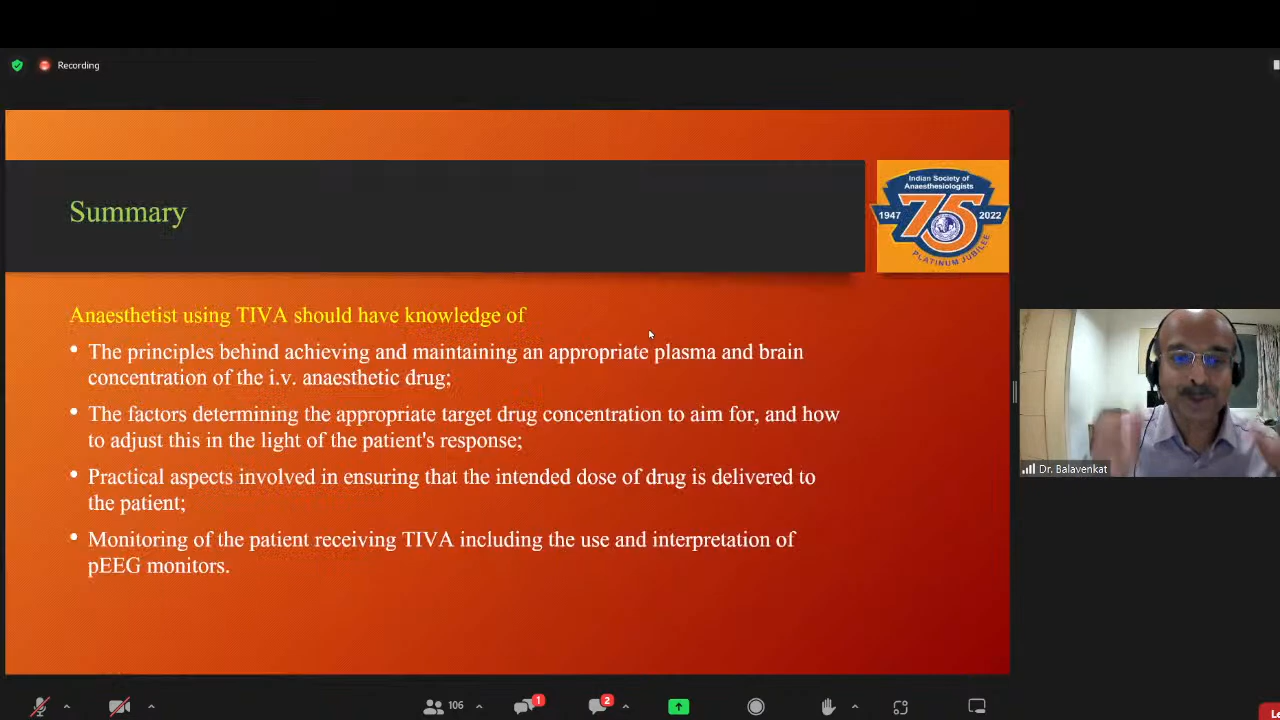 Recording
Summary
Indian Society of
Anaesthesiologists
1947 75 2022
PLATINUM JUBILEE
Anaesthetist using TIVA should have knowledge of
• The principles behind achieving and maintaining an appropriate plasma and brain
concentration of the i.v. anaesthetic drug;
• The factors determining the appropriate target drug concentration to aim for, and how
to adjust this in the light of the patient's response;
• Practical aspects involved in ensuring that the intended dose of drug is delivered to
the patient;
• Monitoring of the patient receiving TIVA including the use and interpretation of
pEEG monitors.
Dr. Balavenkat
106
1
2